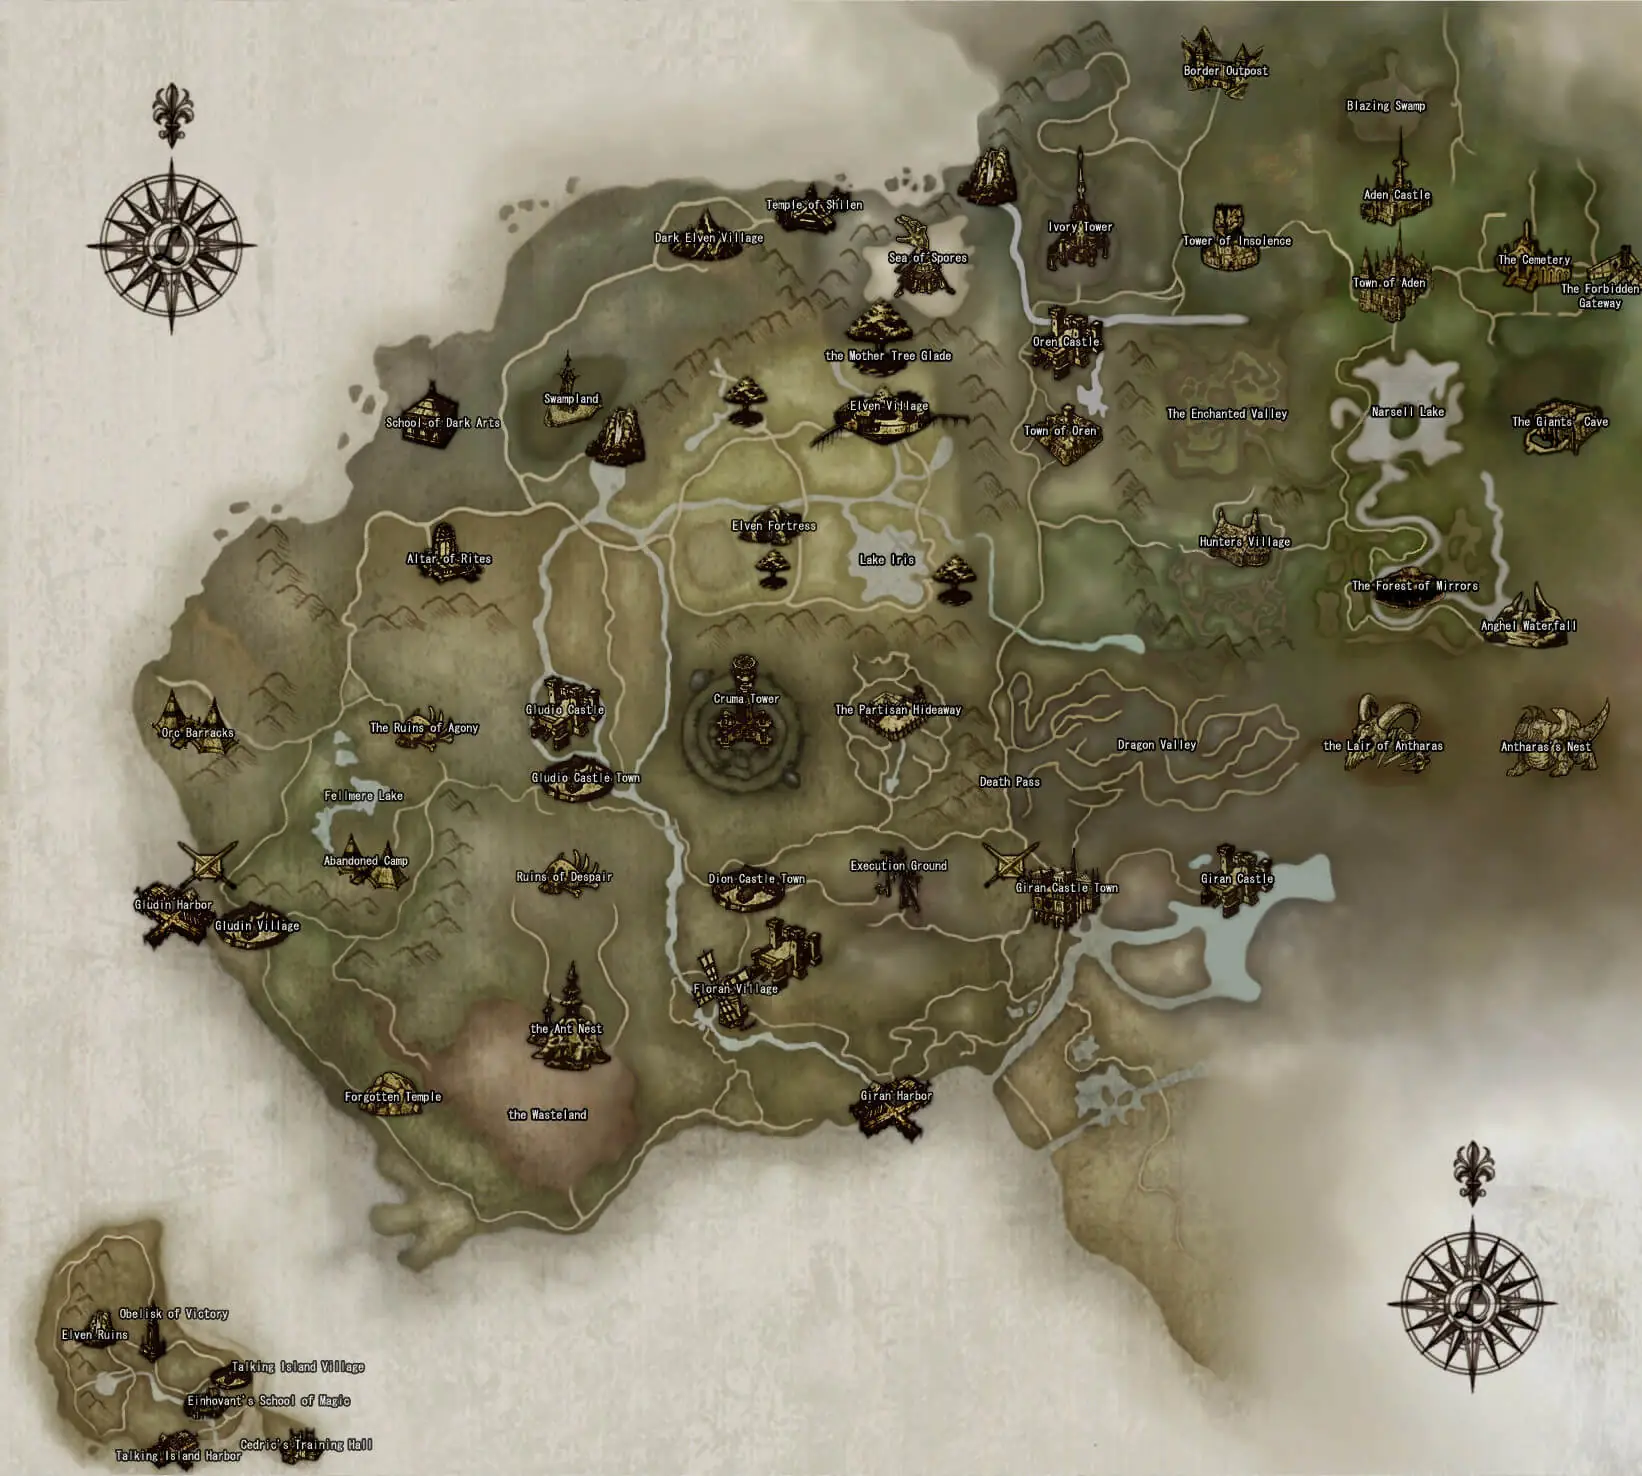 Border Outpost
Blazing Swamp
Aden Castle
Temple of Shilen
Ivory Tower
Dark Elven Village
Tower of Insolence
Sea of Spores
The Cemetery
Town of Aden
The Forbidden
Gateway
Oren Castle
the Mother Tree Glade
Swampland
Elven Village
Narsell Lake
The Enchanted Valley
School of Dark Arts
The Giants' Cave
Town of Oren
Elven Fortress
Hunters Village
Altar of Rites
Lake Iris
The Forest of Mirrors
Anghel Waterfall
Cruma Tower
Gludio Castle
The Partisan Hideaway
The Ruins of Agony
Orc Barracks
Dragon Valley
the Lair of Antharas
Antharas's Nest
Gludio Castle Town
Death Pass
Fellmere Lake
Abandoned Camp
Execution Ground
Ruins of Despair
Dion Castle Town
Giran Castle
Giran Castle Town
Gludin Harbor
Gludin Village
Floran Village
the Ant Nest
Forgotten Temple
Giran Harbor
the Wasteland
Obelisk of Victory
Elven Ruins
Talking Island Village
Einhovant's School of Magic
Cedric's Training Hall
Talking Island Harbor